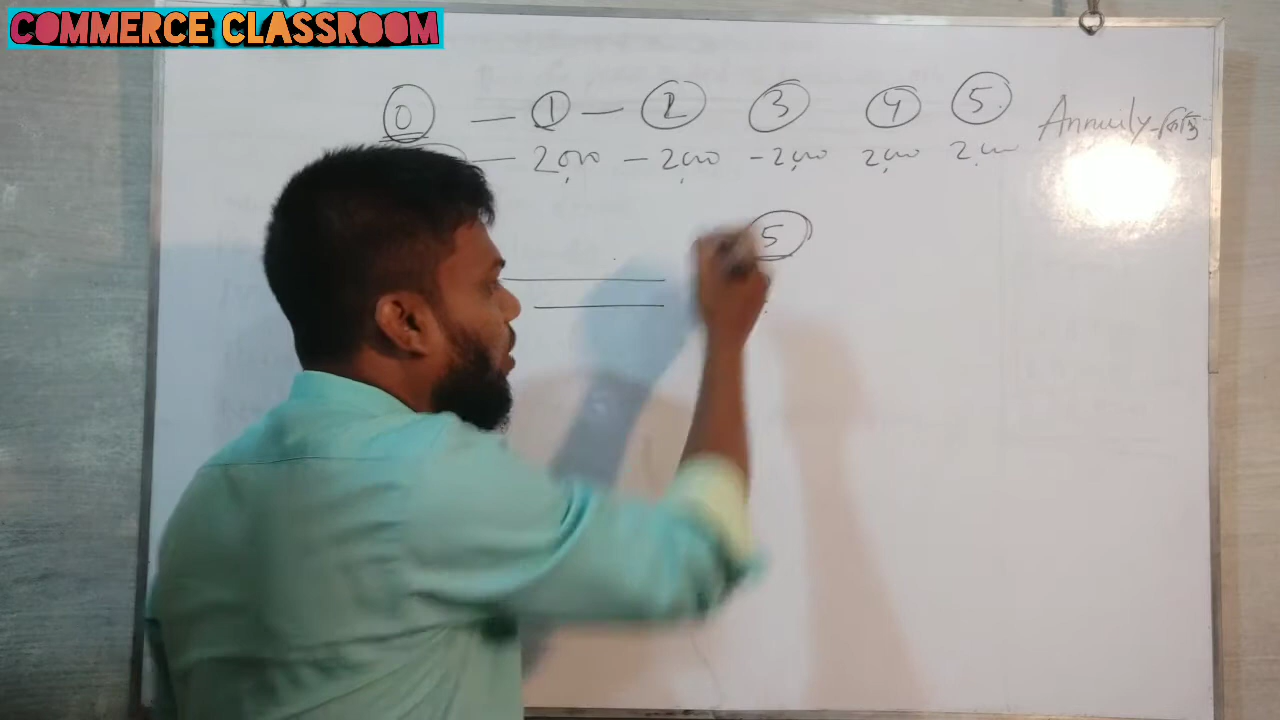 COMMERCE CLASSROOM
0 — 1 — 2 3 4 5 Annuity-কিস্তি
— 2,000 — 2,000 - 2,000 2,000 2,000
5